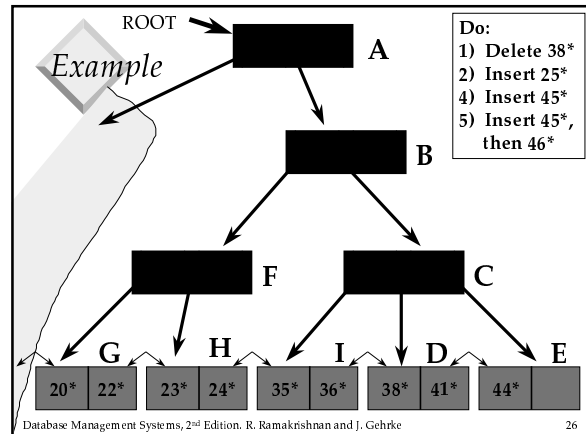 ROOT
Example
A
Do:
1) Delete 38*
2) Insert 25*
4) Insert 45*
5) Insert 45*,
then 46*
B
F
C
G
H
I
D
E
20* 22* 23* 24* 35* 36* 38* 41* 44*
Database Management Systems, 2nd Edition. R. Ramakrishnan and J. Gehrke 26